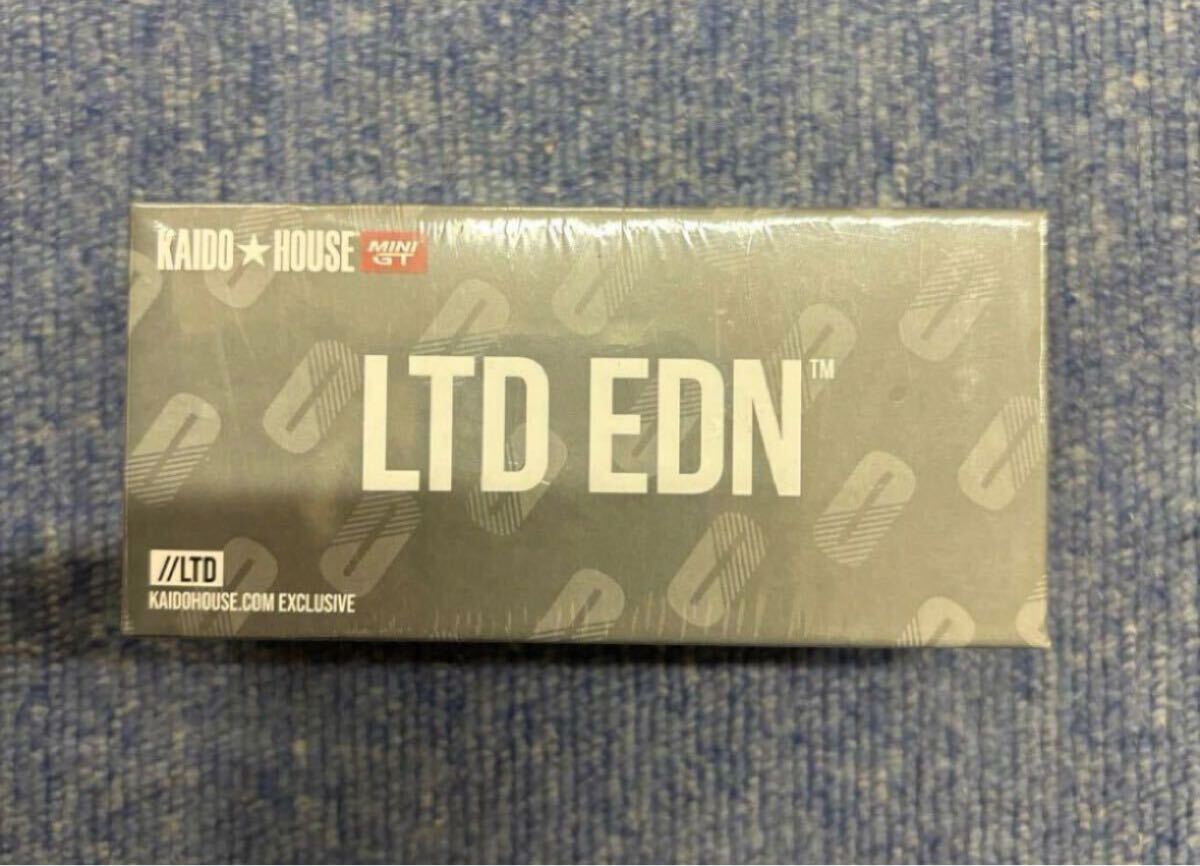 KAIDO★HOUSE MINI GT
LTD EDN™
//LTD
KAIDOHOUSE.COM EXCLUSIVE